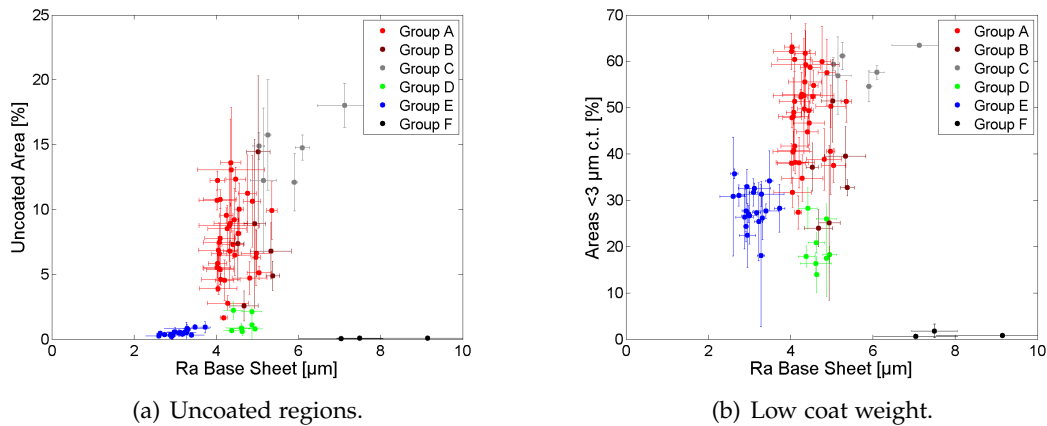 25
20
15
10
5
0
0
2
4
6
8
10
Uncoated Area [%]
Ra Base Sheet [µm]
Group A
Group B
Group C
Group D
Group E
Group F
(a) Uncoated regions.
70
60
50
40
30
20
10
0
0
2
4
6
8
10
Areas <3 µm c.t. [%]
Ra Base Sheet [µm]
Group A
Group B
Group C
Group D
Group E
Group F
(b) Low coat weight.